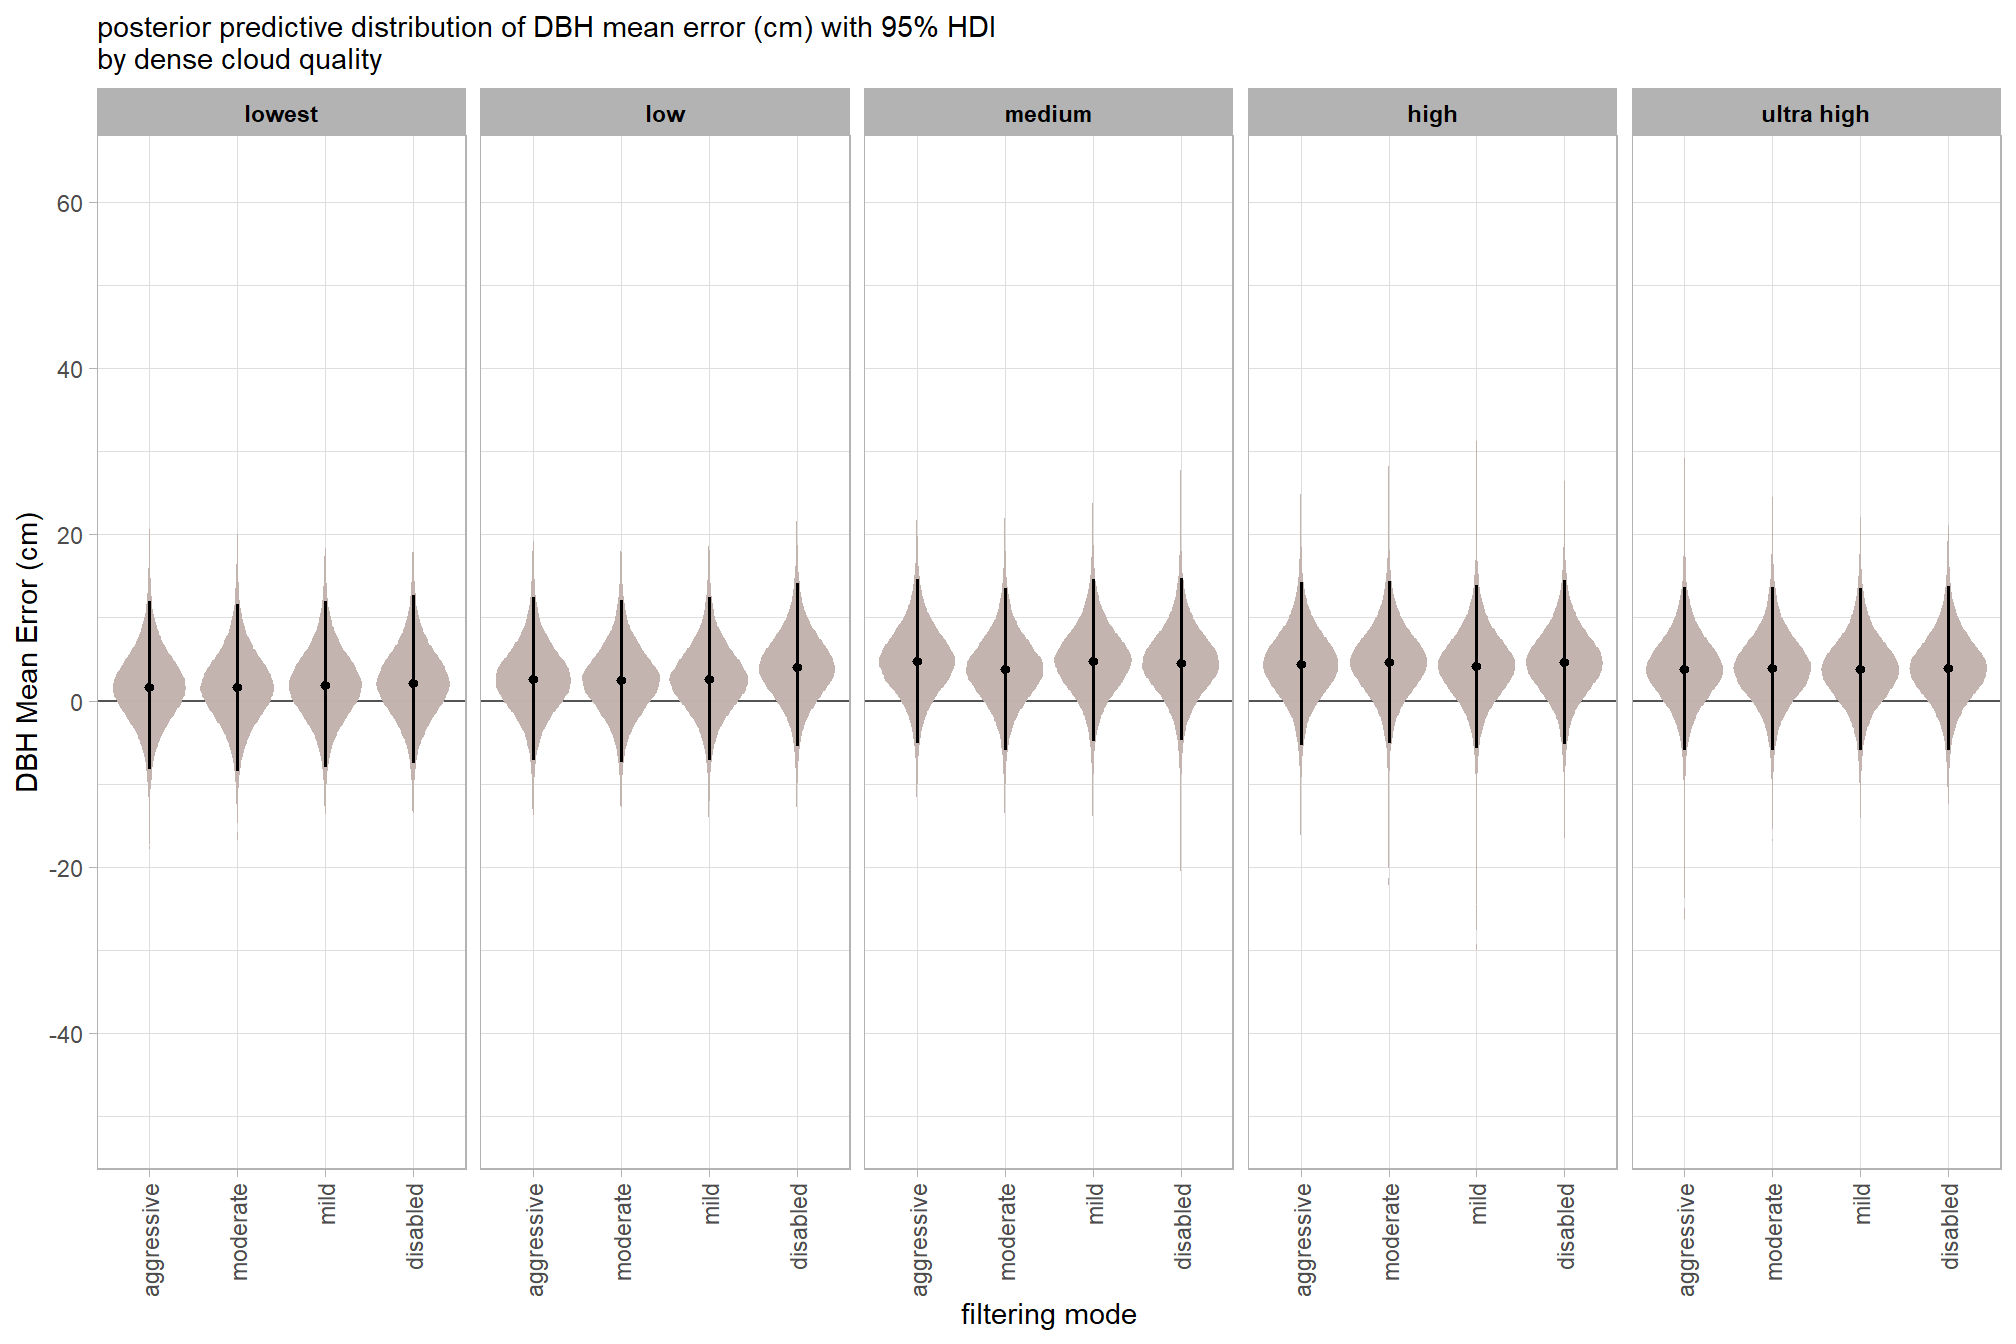 posterior predictive distribution of DBH mean error (cm) with 95% HDI
by dense cloud quality
lowest
low
medium
high
ultra high
DBH Mean Error (cm)
60
40
20
0
-20
-40
aggressive
moderate
mild
disabled
aggressive
moderate
mild
disabled
aggressive
moderate
mild
disabled
aggressive
moderate
mild
disabled
aggressive
moderate
mild
disabled
filtering mode